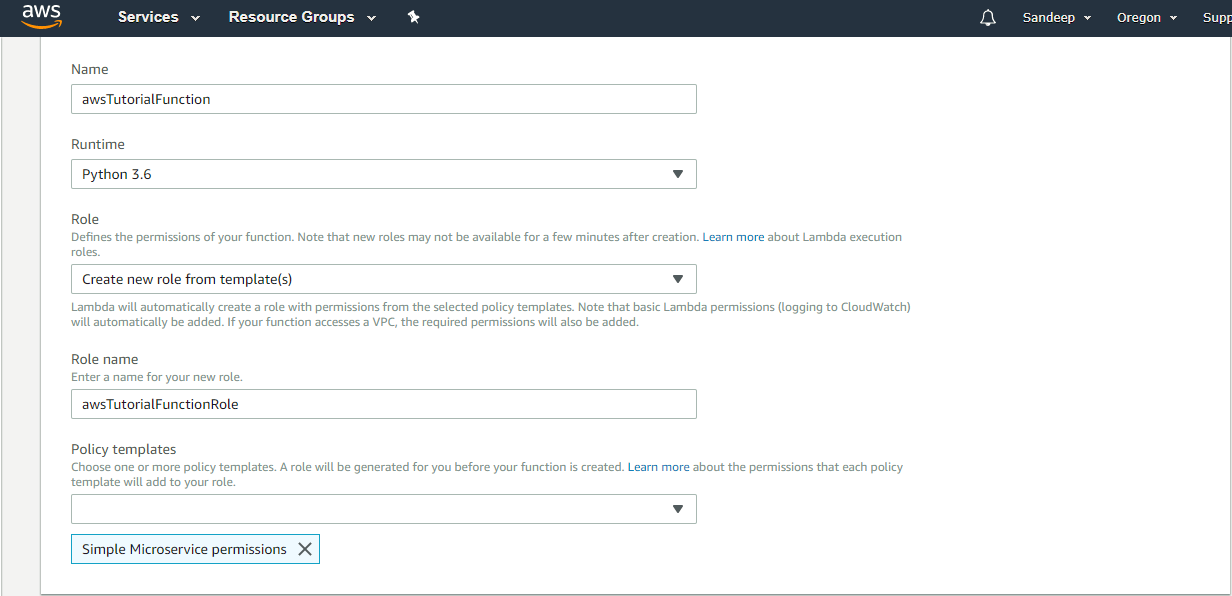 aws Services Resource Groups Sandeep Oregon Supp
Name
awsTutorialFunction
Runtime
Python 3.6
Role
Defines the permissions of your function. Note that new roles may not be available for a few minutes after creation. Learn more about Lambda execution
roles.
Create new role from template(s)
Lambda will automatically create a role with permissions from the selected policy templates. Note that basic Lambda permissions (logging to CloudWatch)
will automatically be added. If your function accesses a VPC, the required permissions will also be added.
Role name
Enter a name for your new role.
awsTutorialFunctionRole
Policy templates
Choose one or more policy templates. A role will be generated for you before your function is created. Learn more about the permissions that each policy
template will add to your role.
Simple Microservice permissions